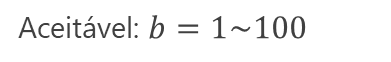 Aceitável: b = 1~100